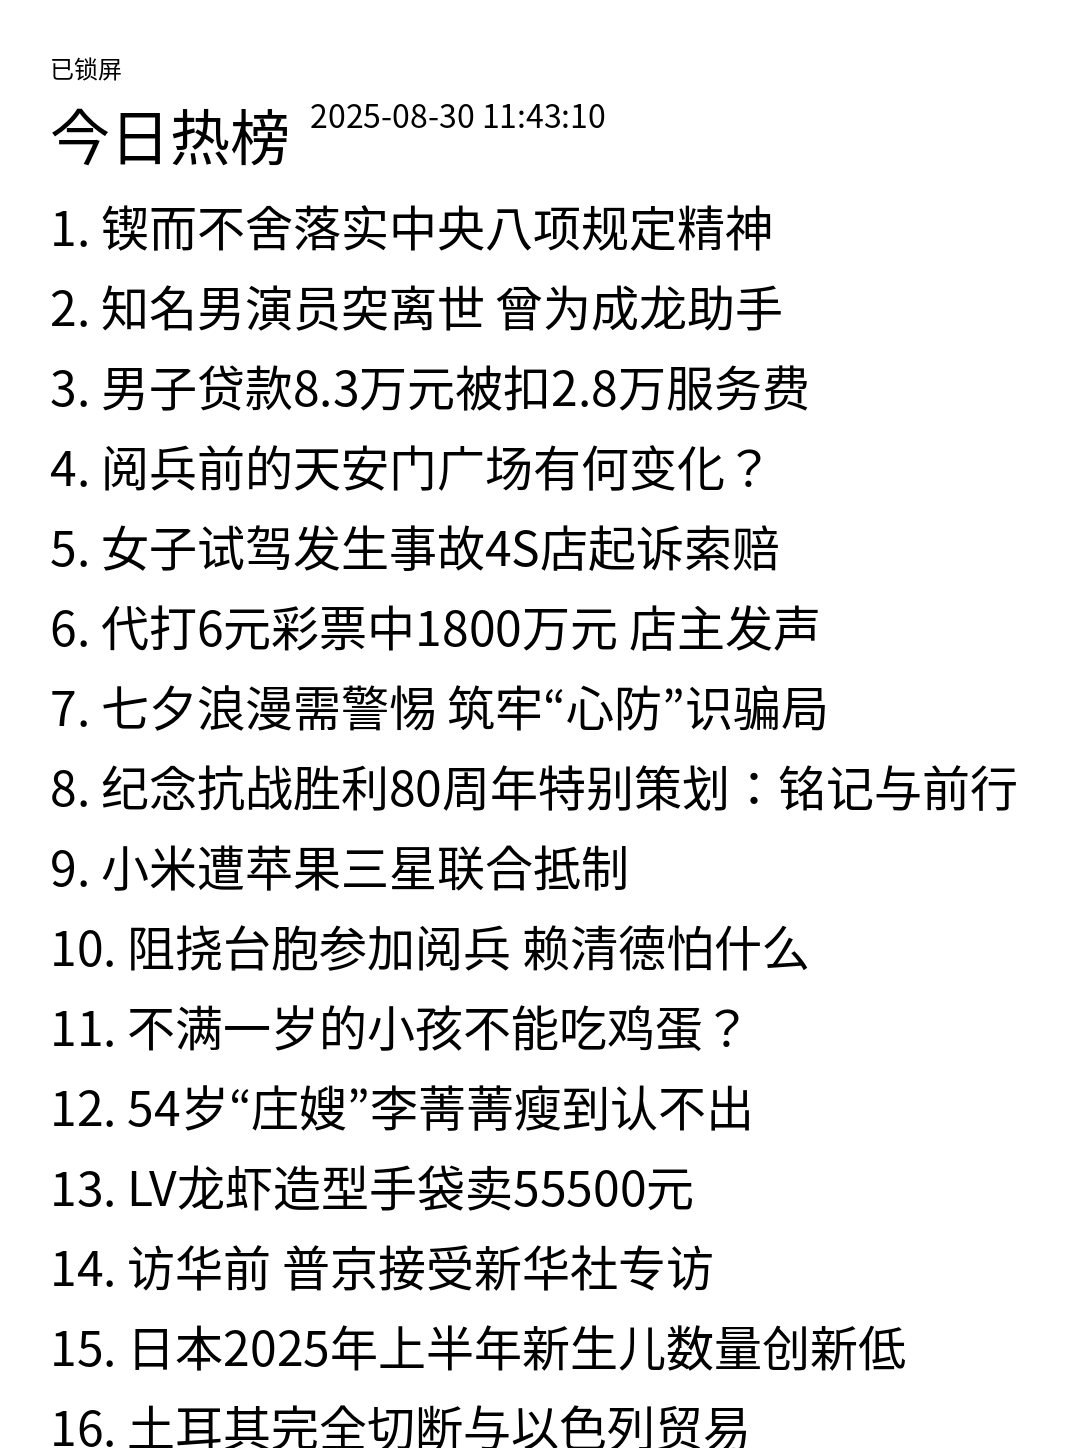 已锁屏
今日热榜 2025-08-30 11:43:10
1. 锲而不舍落实中央八项规定精神
2. 知名男演员突离世 曾为成龙助手
3. 男子贷款8.3万元被扣2.8万服务费
4. 阅兵前的天安门广场有何变化？
5. 女子试驾发生事故4S店起诉索赔
6. 代打6元彩票中1800万元 店主发声
7. 七夕浪漫需警惕 筑牢“心防”识骗局
8. 纪念抗战胜利80周年特别策划：铭记与前行
9. 小米遭苹果三星联合抵制
10. 阻挠台胞参加阅兵 赖清德怕什么
11. 不满一岁的小孩不能吃鸡蛋？
12. 54岁“庄嫂”李菁菁瘦到认不出
13. LV龙虾造型手袋卖55500元
14. 访华前 普京接受新华社专访
15. 日本2025年上半年新生儿数量创新低
16. 土耳其完全切断与以色列贸易